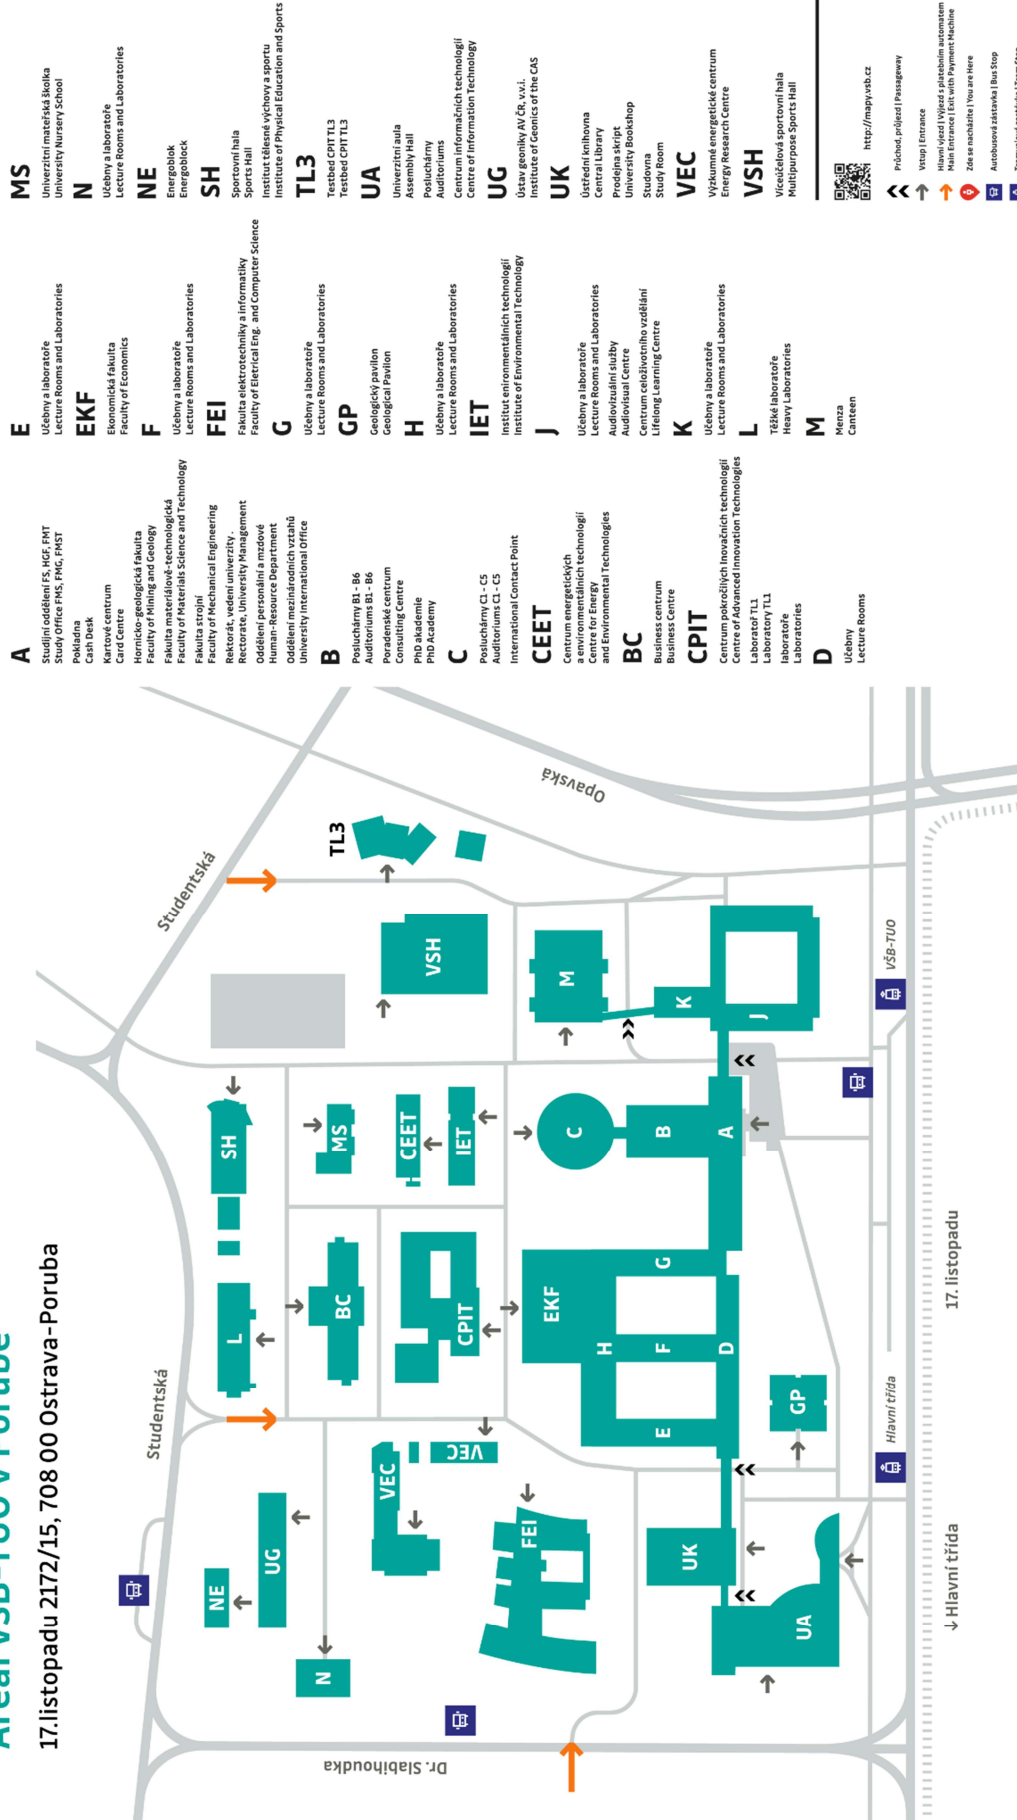 Areál VŠB-TUO v Porubě
17.listopadu 2172/15, 708 00 Ostrava-Poruba
Studentská
Studentská
Opavská
Dr. Slabihoudka
17. listopadu
↓ Hlavní třída
Hlavní třída
VŠB-TUO
NE
UG
N
L
SH
BC
MS
CEET
IET
CPIT
VEC
VEC
FEI
EKF
H
G
F
E
D
C
B
A
UK
UA
GP
M
K
J
VSH
TL3
A
Studijní oddělení FS, HGF, FMT
Study Office FMS, FMG, FMST
Pokladna
Cash Desk
Kartové centrum
Card Centre
Hornicko-geologická fakulta
Faculty of Mining and Geology
Fakulta materiálově-technologická
Faculty of Materials Science and Technology
Fakulta strojní
Faculty of Mechanical Engineering
Rektorát, vedení univerzity .
Rectorate, University Management
Oddělení personální a mzdové
Human-Resource Department
Oddělení mezinárodních vztahů
University International Office
B
Posluchárny B1 - B6
Auditoriums B1 - B6
Poradenské centrum
Consulting Centre
PhD akademie
PhD Academy
C
Posluchárny C1 - C5
Auditoriums C1 - C5
International Contact Point
CEET
Centrum energetických
a environmentálních technologií
Centre for Energy
and Environmental Technologies
BC
Business centrum
Business Centre
CPIT
Centrum pokročilých Inovačních technologií
Centre of Advanced Innovation Technologies
Laboratoř TL1
Laboratory TL1
laboratoře
Laboratories
D
Učebny
Lecture Rooms
E
Učebny a laboratoře
Lecture Rooms and Laboratories
EKF
Ekonomická fakulta
Faculty of Economics
F
Učebny a laboratoře
Lecture Rooms and Laboratories
FEI
Fakulta elektrotechniky a informatiky
Faculty of Eletrical Eng. and Computer Science
G
Učebny a laboratoře
Lecture Rooms and Laboratories
GP
Geologický pavilon
Geological Pavilon
H
Učebny a laboratoře
Lecture Rooms and Laboratories
IET
Institut enironmentálních technologií
Institute of Environmental Technology
J
Učebny a laboratoře
Lecture Rooms and Laboratories
Audiovizuální služby
Audiovisual Centre
Centrum celoživotního vzdělání
Lifelong Learning Centre
K
Učebny a laboratoře
Lecture Rooms and Laboratories
L
Těžké laboratoře
Heavy Laboratories
M
Menza
Canteen
MS
Univerzitní mateřská školka
University Nursery School
N
Učebny a laboratoře
Lecture Rooms and Laboratories
NE
Energoblok
Energoblock
SH
Sportovní hala
Sports Hall
Institut tělesné výchovy a sportu
Institute of Physical Education and Sports
TL3
Testbed CPIT TL3
Testbed CPIT TL3
UA
Univerzitní aula
Assembly Hall
Posluchárny
Auditoriums
Centrum informačních technologií
Centre of Information Technology
UG
Ústav geoniky AV ČR, v.v.i.
Institute of Geonics of the CAS
UK
Ústřední knihovna
Central Library
Prodejna skript
University Bookshop
Studovna
Study Room
VEC
Výzkumné energetické centrum
Energy Research Centre
VSH
Víceúčelová sportovní hala
Multipurpose Sports Hall
http://mapy.vsb.cz
Průchod, průjezd | Passageway
Vstup | Entrance
Hlavní vjezd | Výjezd s platebním automatem
Main Entrance | Exit with Payment Machine
Zde se nacházíte | You are Here
Autobusová zástavka | Bus Stop